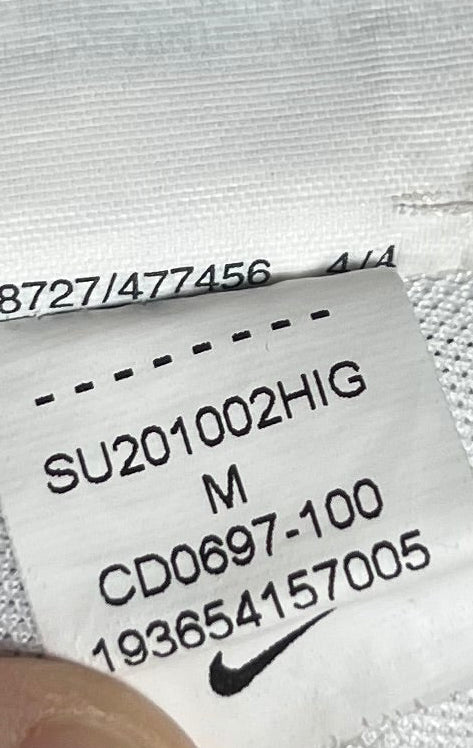 8727/477456 4/4
--------
SU201002HIG
M
CD0697-100
193654157005